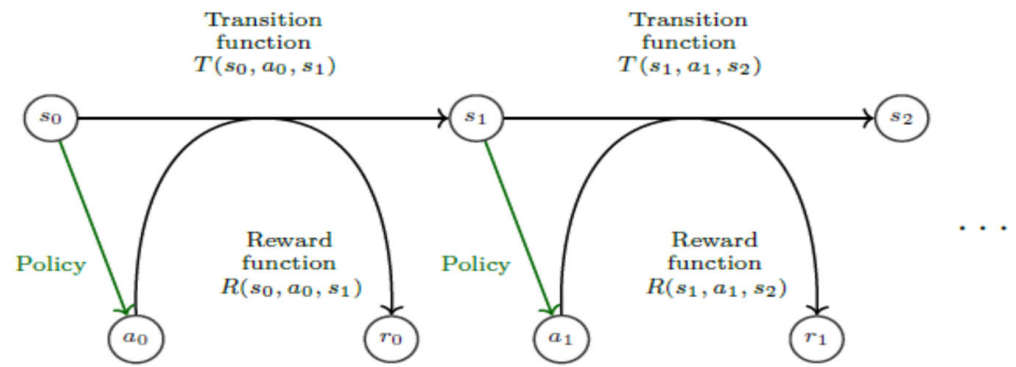 Transition
function
T(s₀, a₀, s₁)
Transition
function
T(s₁, a₁, s₂)
s₀
s₁
s₂
. . .
Policy
Reward
function
R(s₀, a₀, s₁)
Policy
Reward
function
R(s₁, a₁, s₂)
a₀
r₀
a₁
r₁